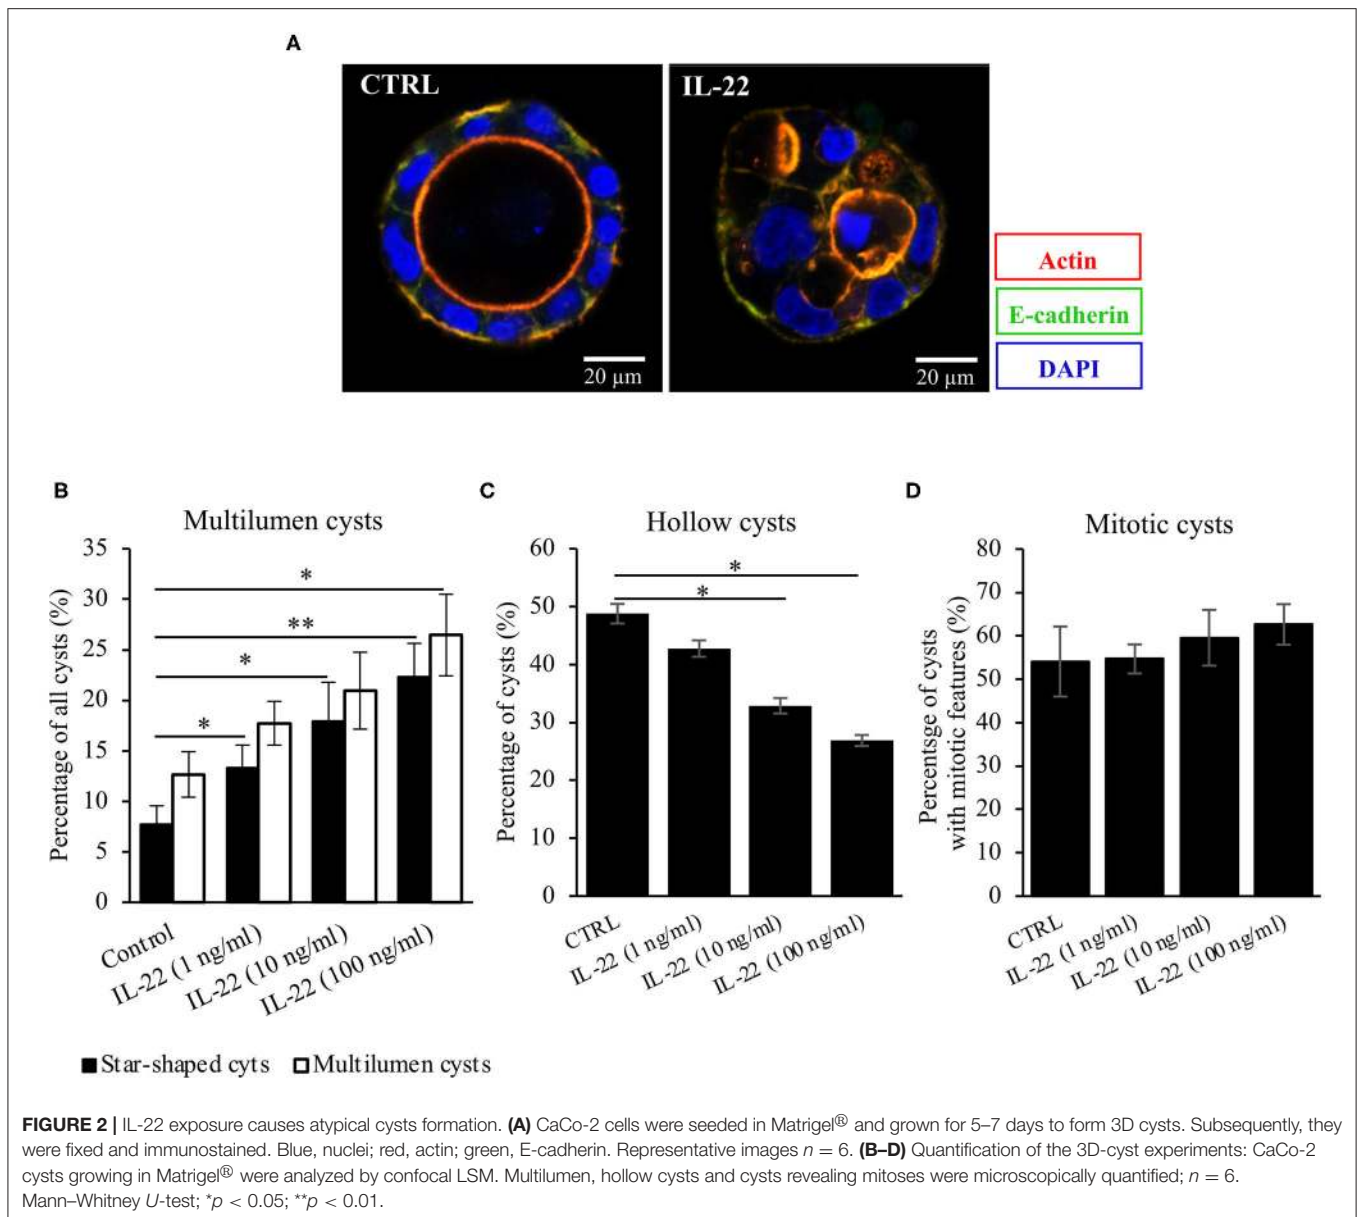 A
CTRL
IL-22
20 µm
20 µm
Actin
E-cadherin
DAPI
B
Multilumen cysts
Percentage of all cysts (%)
35
30
25
20
15
10
5
0
*
**
*
*
Control
IL-22 (1 ng/ml)
IL-22 (10 ng/ml)
IL-22 (100 ng/ml)
■ Star-shaped cyts □ Multilumen cysts
C
Hollow cysts
Percentage of cysts (%)
60
50
40
30
20
10
0
*
*
CTRL
IL-22 (1 ng/ml)
IL-22 (10 ng/ml)
IL-22 (100 ng/ml)
D
Mitotic cysts
Percentsge of cysts
with mitotic features (%)
80
70
60
50
40
30
20
10
0
CTRL
IL-22 (1 ng/ml)
IL-22 (10 ng/ml)
IL-22 (100 ng/ml)
FIGURE 2 | IL-22 exposure causes atypical cysts formation. (A) CaCo-2 cells were seeded in Matrigel® and grown for 5–7 days to form 3D cysts. Subsequently, they
were fixed and immunostained. Blue, nuclei; red, actin; green, E-cadherin. Representative images n = 6. (B–D) Quantification of the 3D-cyst experiments: CaCo-2
cysts growing in Matrigel® were analyzed by confocal LSM. Multilumen, hollow cysts and cysts revealing mitoses were microscopically quantified; n = 6.
Mann–Whitney U-test; *p < 0.05; **p < 0.01.